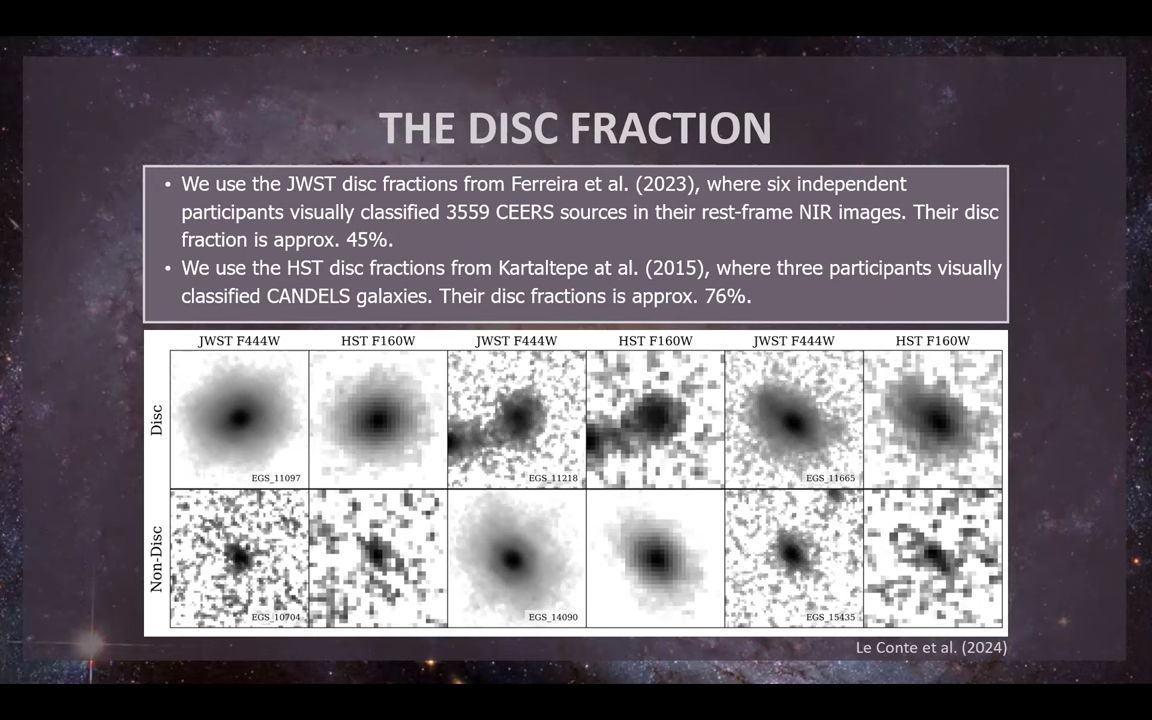 THE DISC FRACTION
• We use the JWST disc fractions from Ferreira et al. (2023), where six independent
participants visually classified 3559 CEERS sources in their rest-frame NIR images. Their disc
fraction is approx. 45%.
• We use the HST disc fractions from Kartaltepe at al. (2015), where three participants visually
classified CANDELS galaxies. Their disc fractions is approx. 76%.
JWST F444W HST F160W JWST F444W HST F160W JWST F444W HST F160W
Disc
EGS_11097 EGS_11218 EGS_11665
Non-Disc
EGS_10704 EGS_14090 EGS_15435
Le Conte et al. (2024)